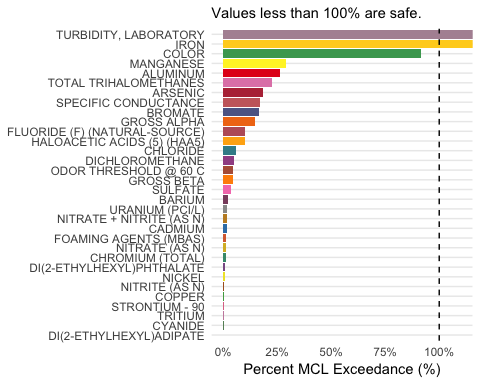 Values less than 100% are safe.
TURBIDITY, LABORATORY
IRON
COLOR
MANGANESE
ALUMINUM
TOTAL TRIHALOMETHANES
ARSENIC
SPECIFIC CONDUCTANCE
BROMATE
GROSS ALPHA
FLUORIDE (F) (NATURAL-SOURCE)
HALOACETIC ACIDS (5) (HAA5)
CHLORIDE
DICHLOROMETHANE
ODOR THRESHOLD @ 60 C
GROSS BETA
SULFATE
BARIUM
URANIUM (PCI/L)
NITRATE + NITRITE (AS N)
CADMIUM
FOAMING AGENTS (MBAS)
NITRATE (AS N)
CHROMIUM (TOTAL)
DI(2-ETHYLHEXYL)PHTHALATE
NICKEL
NITRITE (AS N)
COPPER
STRONTIUM - 90
TRITIUM
CYANIDE
DI(2-ETHYLHEXYL)ADIPATE
0% 25% 50% 75% 100%
Percent MCL Exceedance (%)